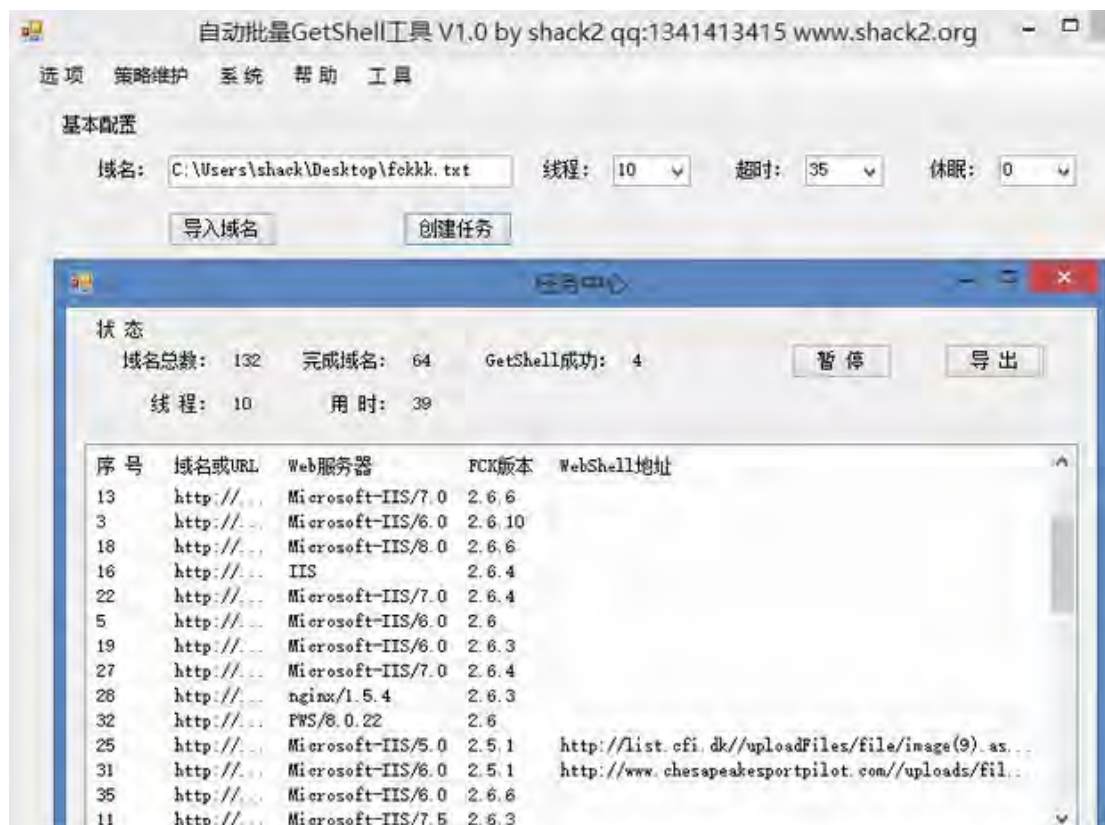 自动批量GetShell工具 V1.0 by shack2 qq:1341413415 www.shack2.org
选 项 策略维护 系 统 帮 助 工 具
基本配置
域名: C:\Users\shack\Desktop\fckkk.txt 线程: 10 超时: 35 休眠: 0
导入域名 创建任务
任务中心
状 态
域名总数: 132 完成域名: 64 GetShell成功: 4 暂 停 导 出
线 程: 10 用 时: 39
序 号 域名或URL Web服务器 FCK版本 WebShell地址
13 http://... Microsoft-IIS/7.0 2.6.6
3 http://... Microsoft-IIS/6.0 2.6.10
18 http://... Microsoft-IIS/8.0 2.6.6
16 http://... IIS 2.6.4
22 http://... Microsoft-IIS/7.0 2.6.4
5 http://... Microsoft-IIS/6.0 2.6
19 http://... Microsoft-IIS/6.0 2.6.3
27 http://... Microsoft-IIS/7.0 2.6.4
28 http://... nginx/1.5.4 2.6.3
32 http://... PWS/8.0.22 2.6
25 http://... Microsoft-IIS/5.0 2.5.1 http://list.cfi.dk//uploadFiles/file/image(9).as...
31 http://... Microsoft-IIS/6.0 2.5.1 http://www.chesapeakesportpilot.com//uploads/fil...
35 http://... Microsoft-IIS/6.0 2.6.6
11 http://... Microsoft-IIS/7.5 2.6.3